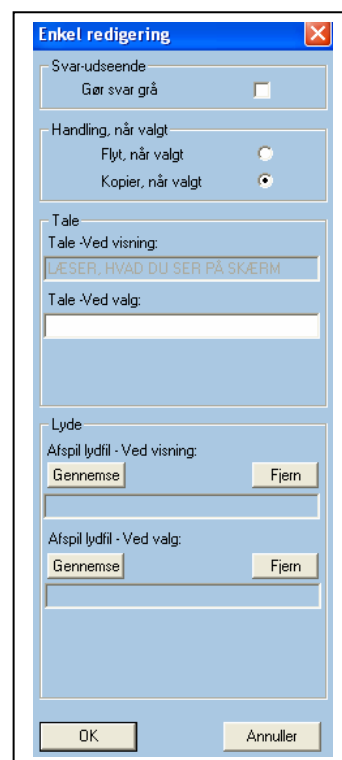 Enkel redigering
Svar-udseende
Gør svar grå
Handling, når valgt
Flyt, når valgt
Kopier, når valgt
Tale
Tale -Ved visning:
LÆSER, HVAD DU SER PÅ SKÆRM
Tale -Ved valg:
Lyde
Afspil lydfil - Ved visning:
Gennemse Fjern
Afspil lydfil - Ved valg:
Gennemse Fjern
OK Annuller